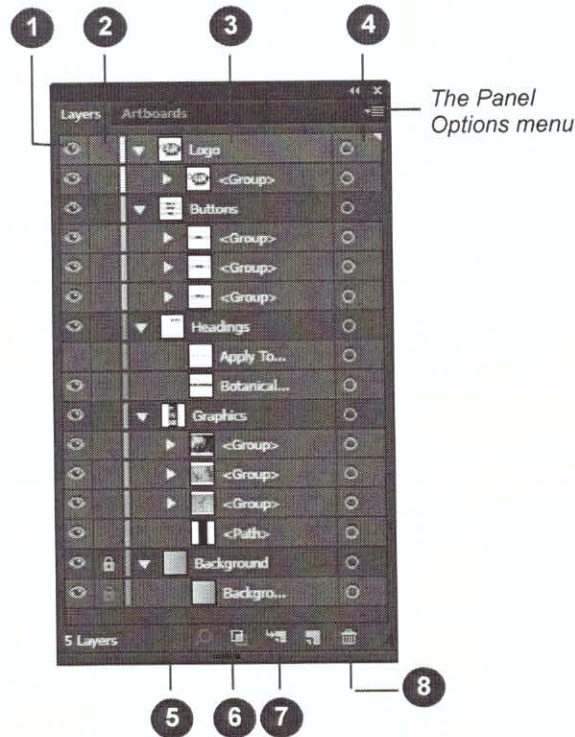 1 2 3 4
The Panel
Options menu
Layers Artboards
Logo
<Group>
Buttons
<Group>
<Group>
<Group>
Headings
Apply To...
Botanical...
Graphics
<Group>
<Group>
<Group>
<Path>
Background
Backgro...
5 Layers
5 6 7 8